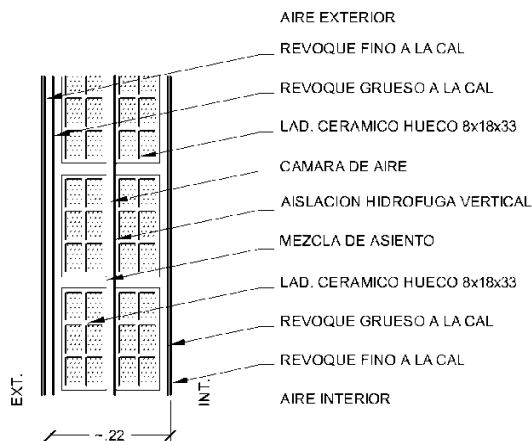 AIRE EXTERIOR
REVOQUE FINO A LA CAL
REVOQUE GRUESO A LA CAL
LAD. CERAMICO HUECO 8x18x33
CAMARA DE AIRE
AISLACION HIDROFUGA VERTICAL
MEZCLA DE ASIENTO
LAD. CERAMICO HUECO 8x18x33
REVOQUE GRUESO A LA CAL
REVOQUE FINO A LA CAL
AIRE INTERIOR
EXT.
INT.
~.22